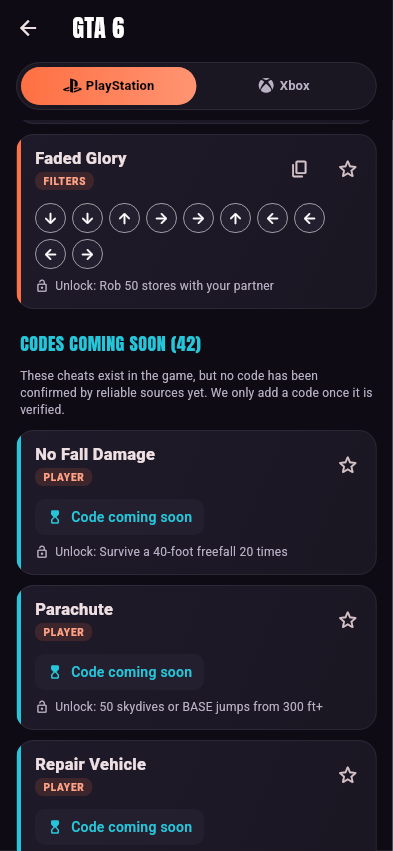 GTA 6
PlayStation
Xbox
Faded Glory
FILTERS
Unlock: Rob 50 stores with your partner
CODES COMING SOON (42)
These cheats exist in the game, but no code has been
confirmed by reliable sources yet. We only add a code once it is
verified.
No Fall Damage
PLAYER
Code coming soon
Unlock: Survive a 40-foot freefall 20 times
Parachute
PLAYER
Code coming soon
Unlock: 50 skydives or BASE jumps from 300 ft+
Repair Vehicle
PLAYER
Code coming soon